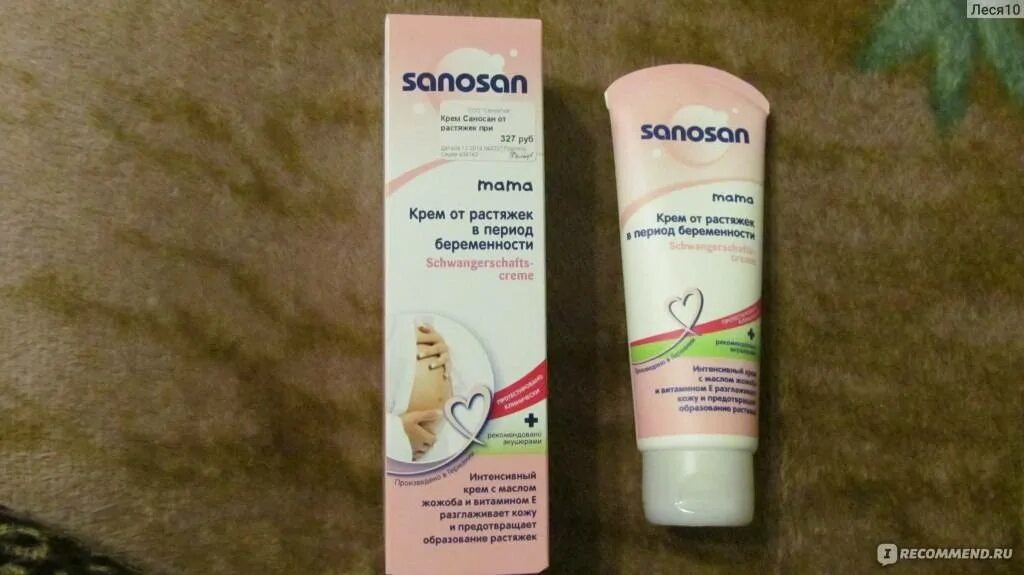 Леся10
sanosan
Крем Саносан от
растяжек при
327 руб
mama
Крем от растяжек
в период
беременности
Schwangerschafts-
creme
ПРОТЕСТИРОВАНО
КЛИНИЧЕСКИ
рекомендовано
акушерами
Произведено в Германии
Интенсивный
крем с маслом
жожоба и витамином Е
разглаживает кожу
и предотвращает
образование растяжек
sanosan
mama
Крем от растяжек
в период беременности
Schwangerschafts-
creme
рекомендовано
акушерами
Произведено в Германии
Интенсивный крем
с маслом жожоба
и витамином Е разглаживает
кожу и предотвращает
образование растяжек
IRECOMMEND.RU